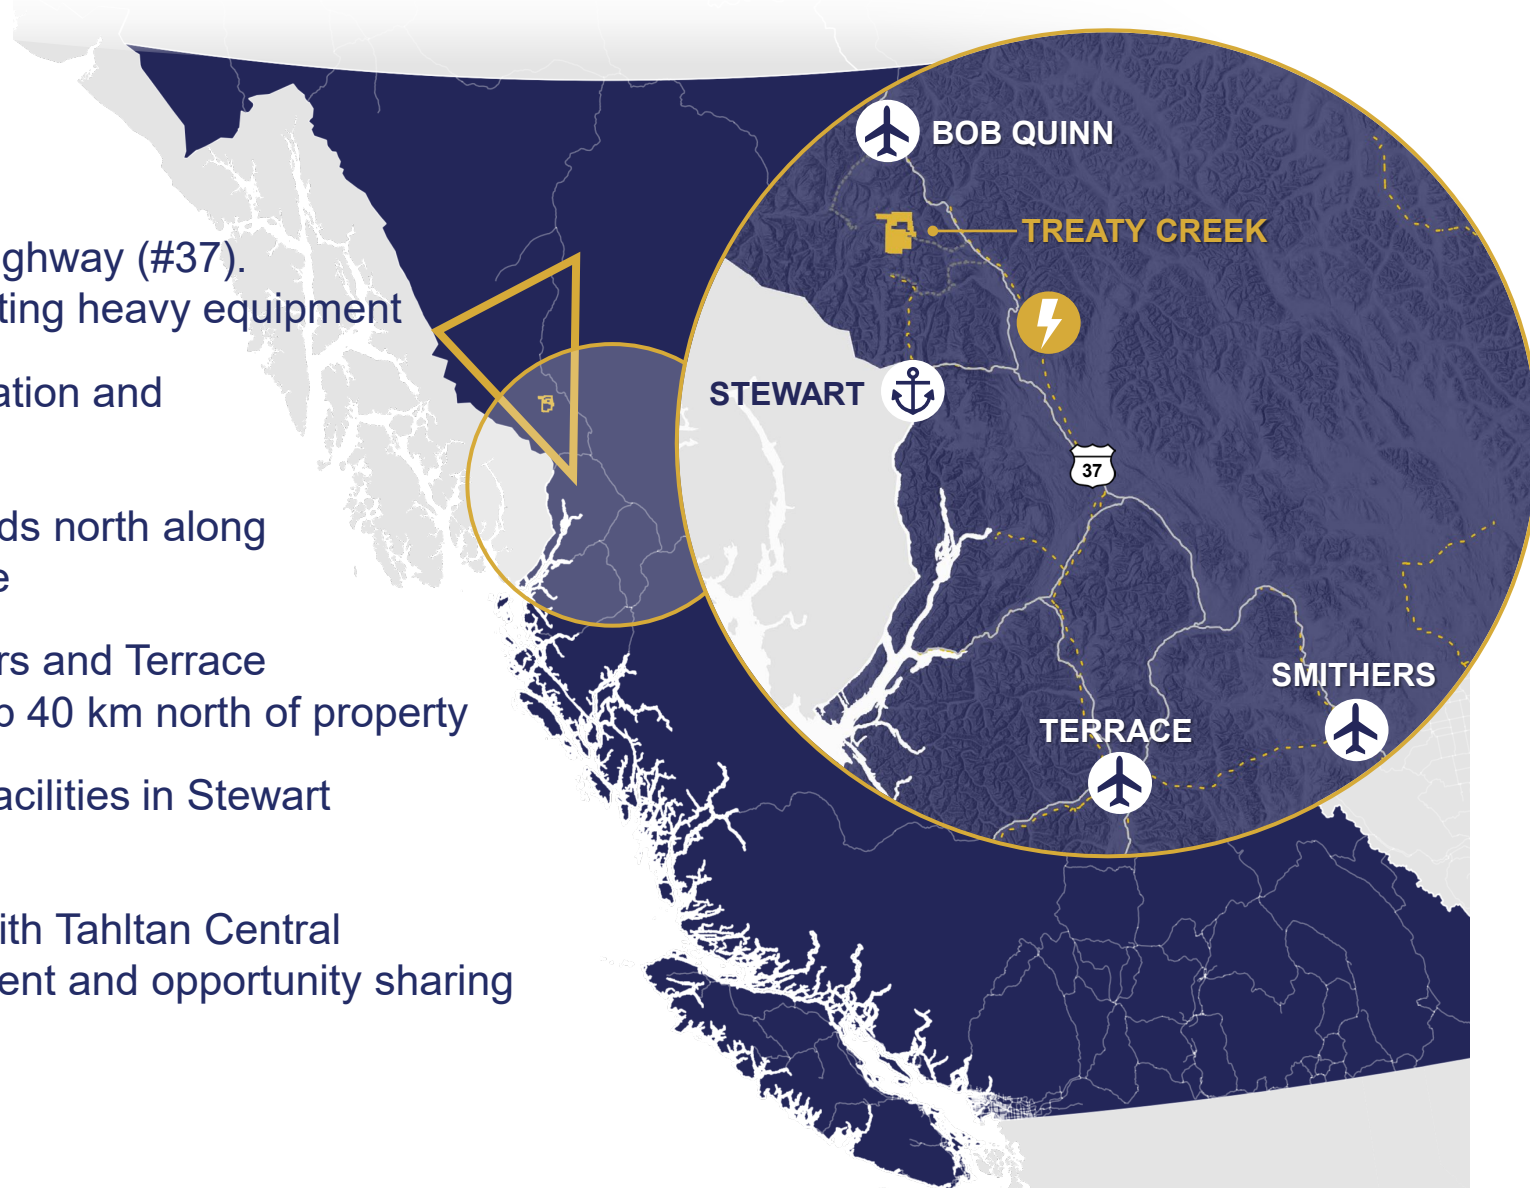 ghway (#37).
ting heavy equipment
ation and
ds north along
e
rs and Terrace
o 40 km north of property
acilities in Stewart
ith Tahltan Central
ent and opportunity sharing
BOB QUINN
TREATY CREEK
STEWART
37
SMITHERS
TERRACE